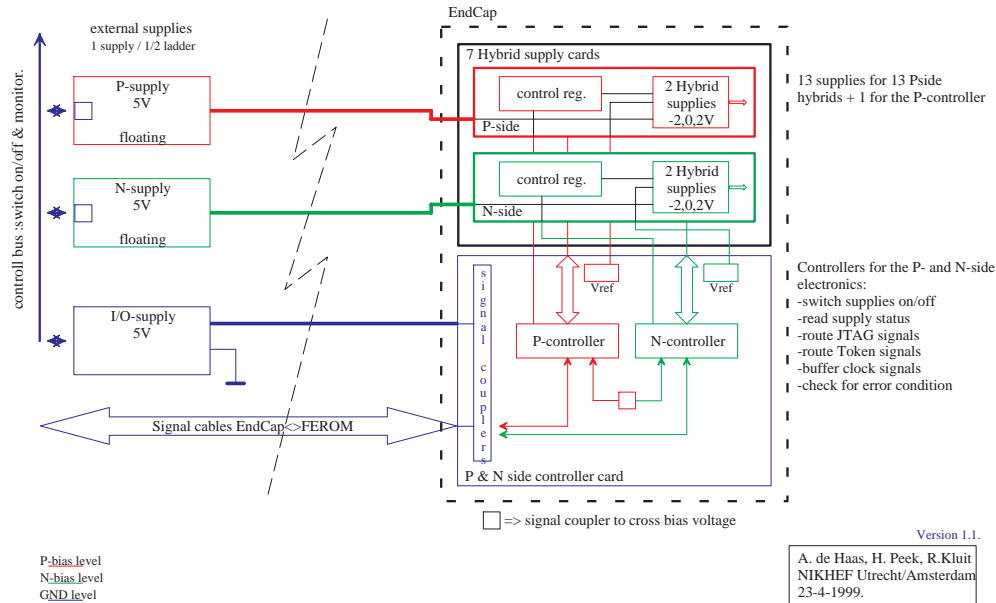 EndCap
external supplies
1 supply / 1/2 ladder
controll bus :switch on/off & monitor.
P-supply
5V
floating
N-supply
5V
floating
I/O-supply
5V
Signal cables EndCap<>FEROM
7 Hybrid supply cards
control reg.
2 Hybrid
supplies
-2,0,2V
P-side
control reg.
2 Hybrid
supplies
-2,0,2V
N-side
signal couplers
Vref
Vref
P-controller
N-controller
P & N side controller card
13 supplies for 13 Pside
hybrids + 1 for the P-controller
Controllers for the P- and N-side
electronics:
-switch supplies on/off
-read supply status
-route JTAG signals
-route Token signals
-buffer clock signals
-check for error condition
=> signal coupler to cross bias voltage
P-bias level
N-bias level
GND level
Version 1.1.
A. de Haas, H. Peek, R.Kluit
NIKHEF Utrecht/Amsterdam
23-4-1999.